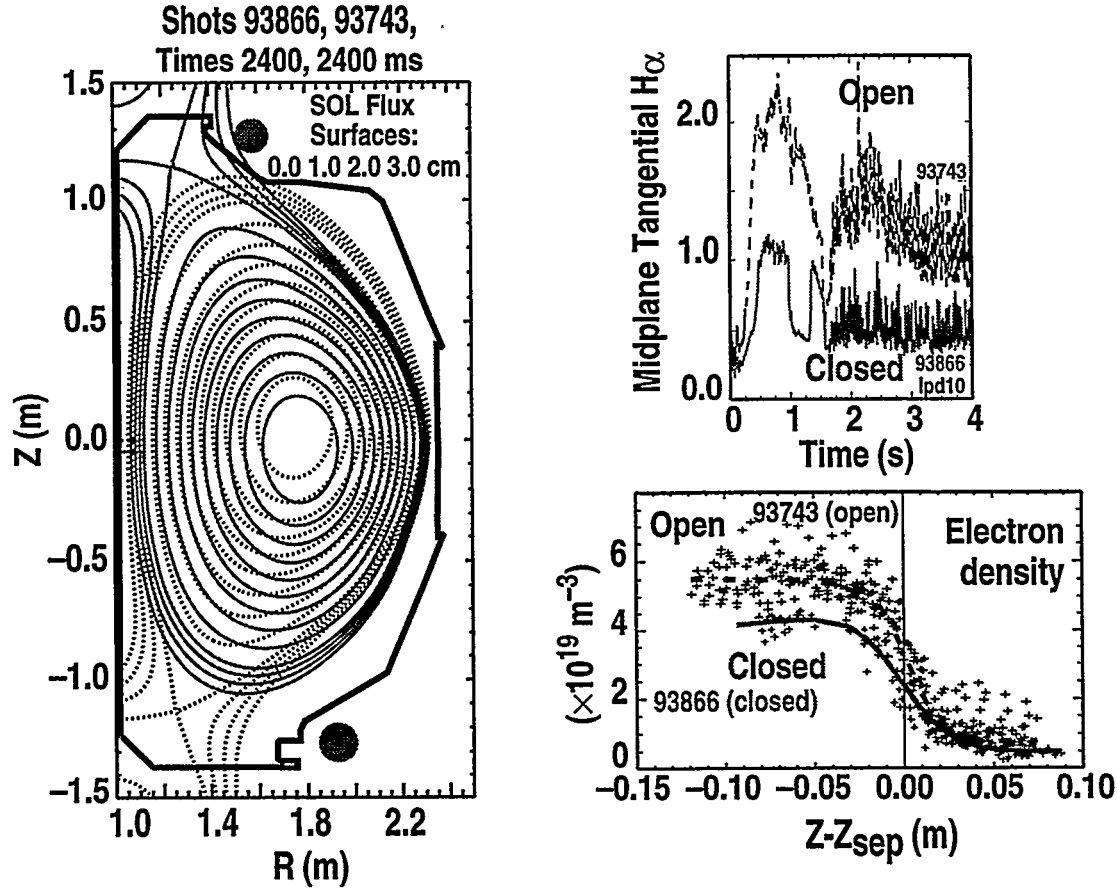 Shots 93866, 93743,
Times 2400, 2400 ms
SOL Flux
Surfaces:
0.0 1.0 2.0 3.0 cm
1.5
1.0
0.5
0.0
−0.5
−1.0
−1.5
Z (m)
1.0 1.4 1.8 2.2
R (m)
Midplane Tangential Hα
2.0
1.0
0.0
Open
93743
Closed
93866
lpd10
0 1 2 3 4
Time (s)
Open
93743 (open)
Electron
density
Closed
93866 (closed)
(×10^19 m^−3)
6
4
2
0
−0.15 −0.10 −0.05 0.00 0.05 0.10
Z-Zsep (m)